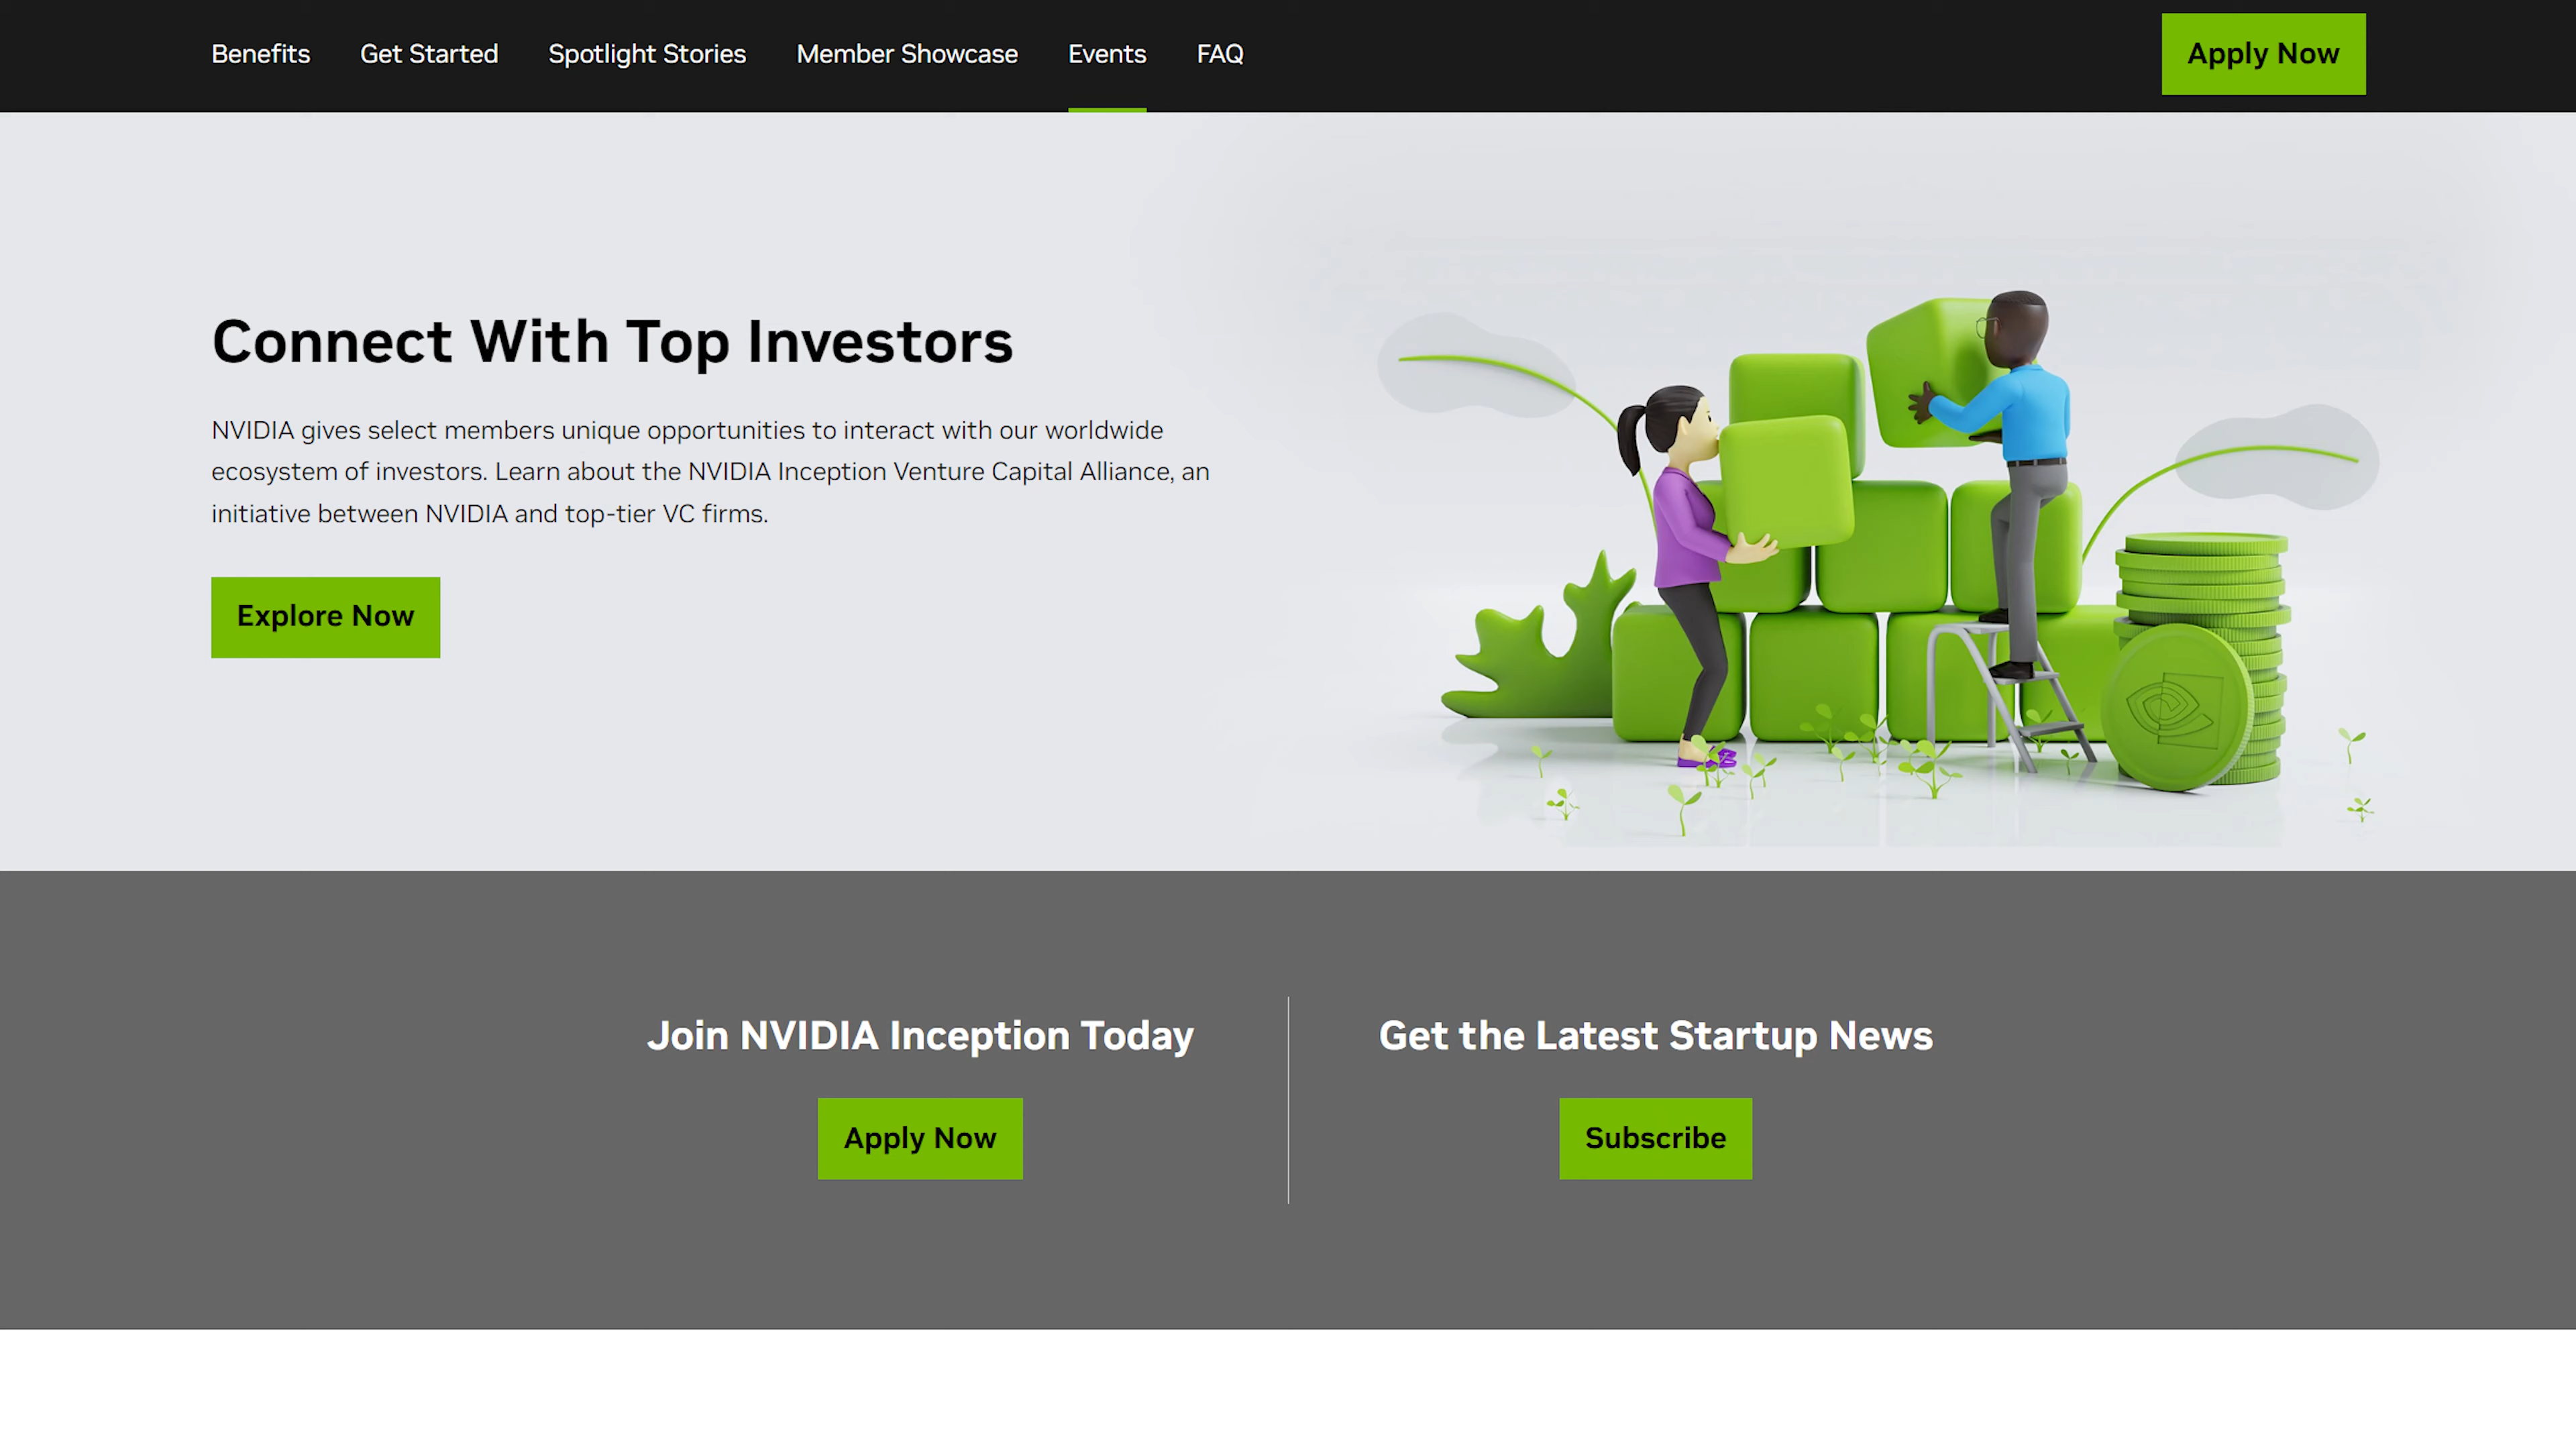 Benefits
Get Started
Spotlight Stories
Member Showcase
Events
FAQ
Apply Now
Connect With Top Investors
NVIDIA gives select members unique opportunities to interact with our worldwide
ecosystem of investors. Learn about the NVIDIA Inception Venture Capital Alliance, an
initiative between NVIDIA and top-tier VC firms.
Explore Now
Join NVIDIA Inception Today
Apply Now
Get the Latest Startup News
Subscribe